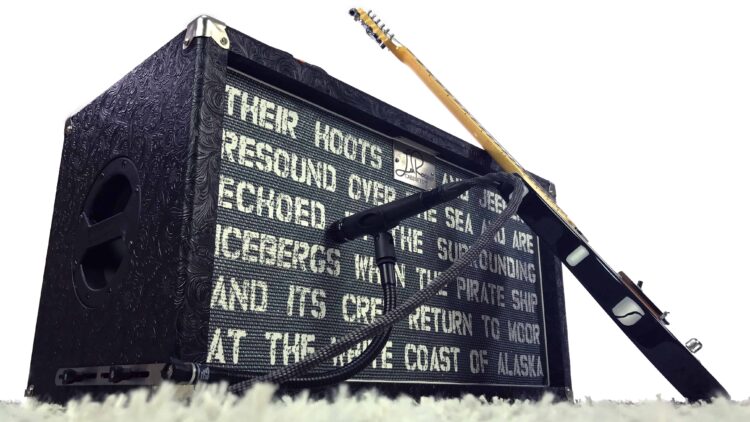 THEIR HOOTS AND
RESOUND OVER THE SEA AND ARE
ECHOED THE SURROUNDING
ICEBERGS WHEN THE PIRATE SHIP
AND ITS CREW RETURN TO MOOR
AT THE WHITE COAST OF ALASKA